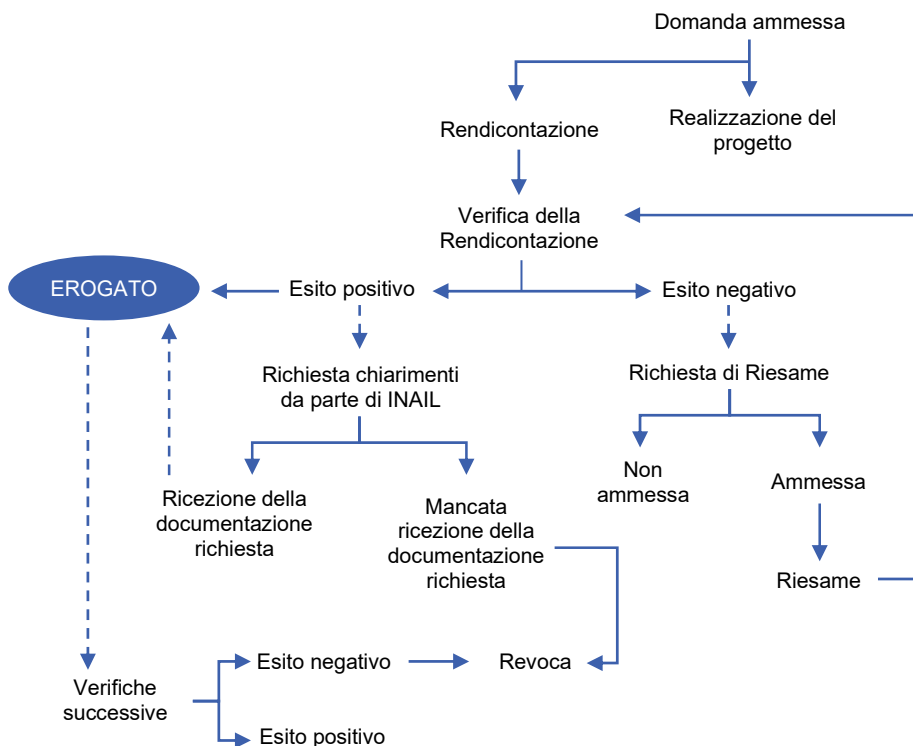 Domanda ammessa
Rendicontazione
Realizzazione del
progetto
Verifica della
Rendicontazione
EROGATO
Esito positivo
Esito negativo
Richiesta chiarimenti
da parte di INAIL
Richiesta di Riesame
Non
ammessa
Ammessa
Ricezione della
documentazione
richiesta
Mancata
ricezione della
documentazione
richiesta
Riesame
Esito negativo
Revoca
Verifiche
successive
Esito positivo